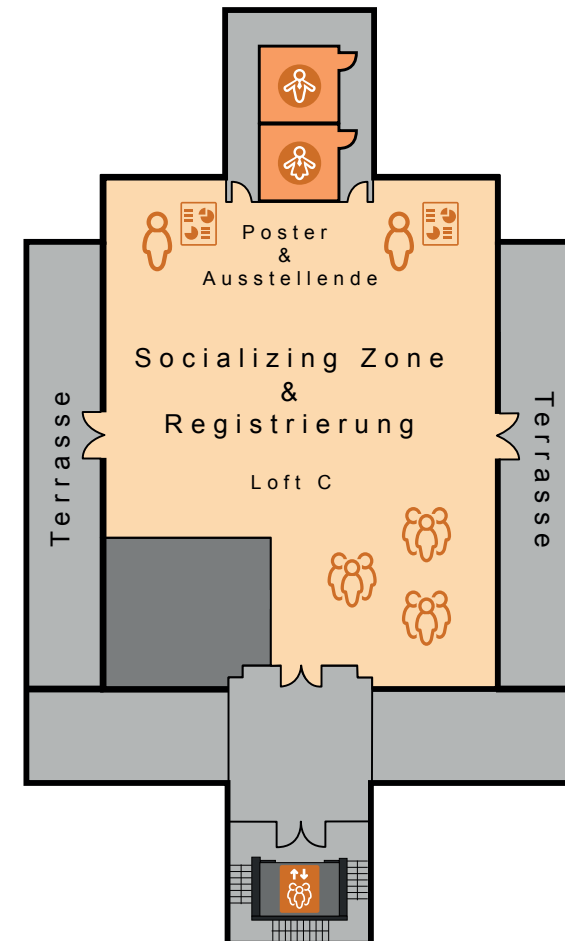 Poster
&
Ausstellende
Socializing Zone
&
Registrierung
Loft C
Terrasse
Terrasse